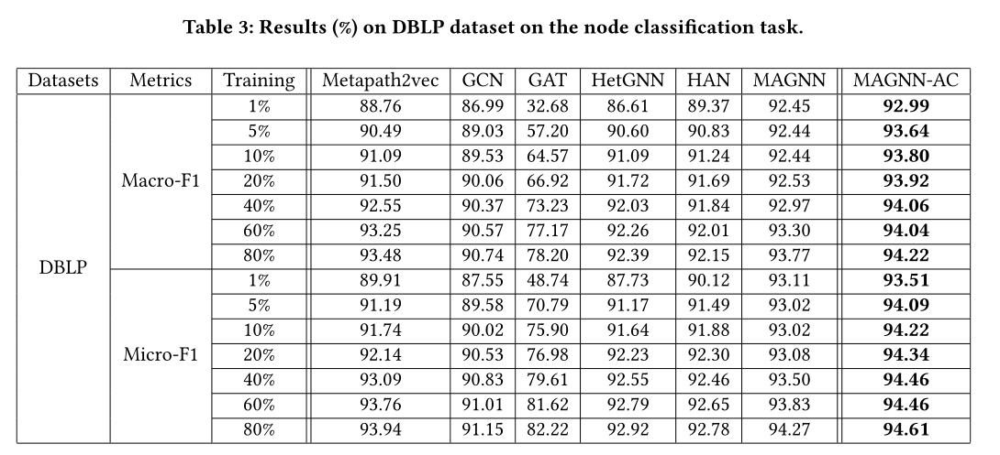 Table 3: Results (%) on DBLP dataset on the node classification task.
Datasets Metrics Training Metapath2vec GCN GAT HetGNN HAN MAGNN MAGNN-AC
DBLP Macro-F1 1% 88.76 86.99 32.68 86.61 89.37 92.45 92.99
5% 90.49 89.03 57.20 90.60 90.83 92.44 93.64
10% 91.09 89.53 64.57 91.09 91.24 92.44 93.80
20% 91.50 90.06 66.92 91.72 91.69 92.53 93.92
40% 92.55 90.37 73.23 92.03 91.84 92.97 94.06
60% 93.25 90.57 77.17 92.26 92.01 93.30 94.04
80% 93.48 90.74 78.20 92.39 92.15 93.77 94.22
Micro-F1 1% 89.91 87.55 48.74 87.73 90.12 93.11 93.51
5% 91.19 89.58 70.79 91.17 91.49 93.02 94.09
10% 91.74 90.02 75.90 91.64 91.88 93.02 94.22
20% 92.14 90.53 76.98 92.23 92.30 93.08 94.34
40% 93.09 90.83 79.61 92.55 92.46 93.50 94.46
60% 93.76 91.01 81.62 92.79 92.65 93.83 94.46
80% 93.94 91.15 82.22 92.92 92.78 94.27 94.61